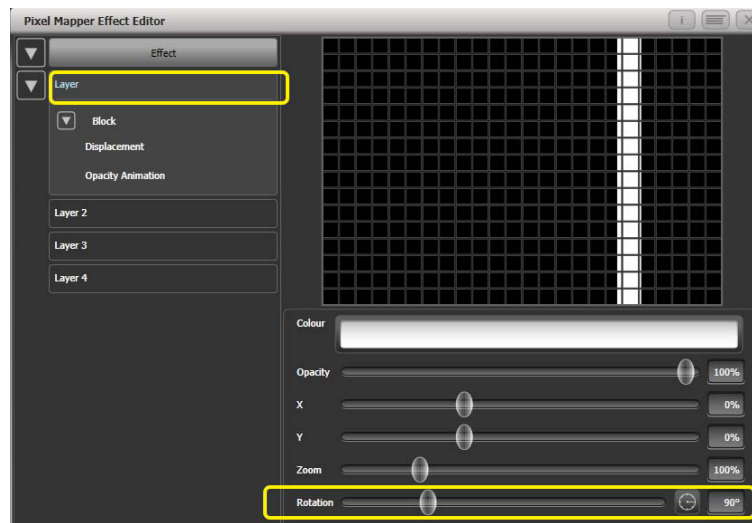 Pixel Mapper Effect Editor
i
Effect
Layer
Block
Displacement
Opacity Animation
Layer 2
Layer 3
Layer 4
Colour
Opacity 100%
X 0%
Y 0%
Zoom 100%
Rotation 90º